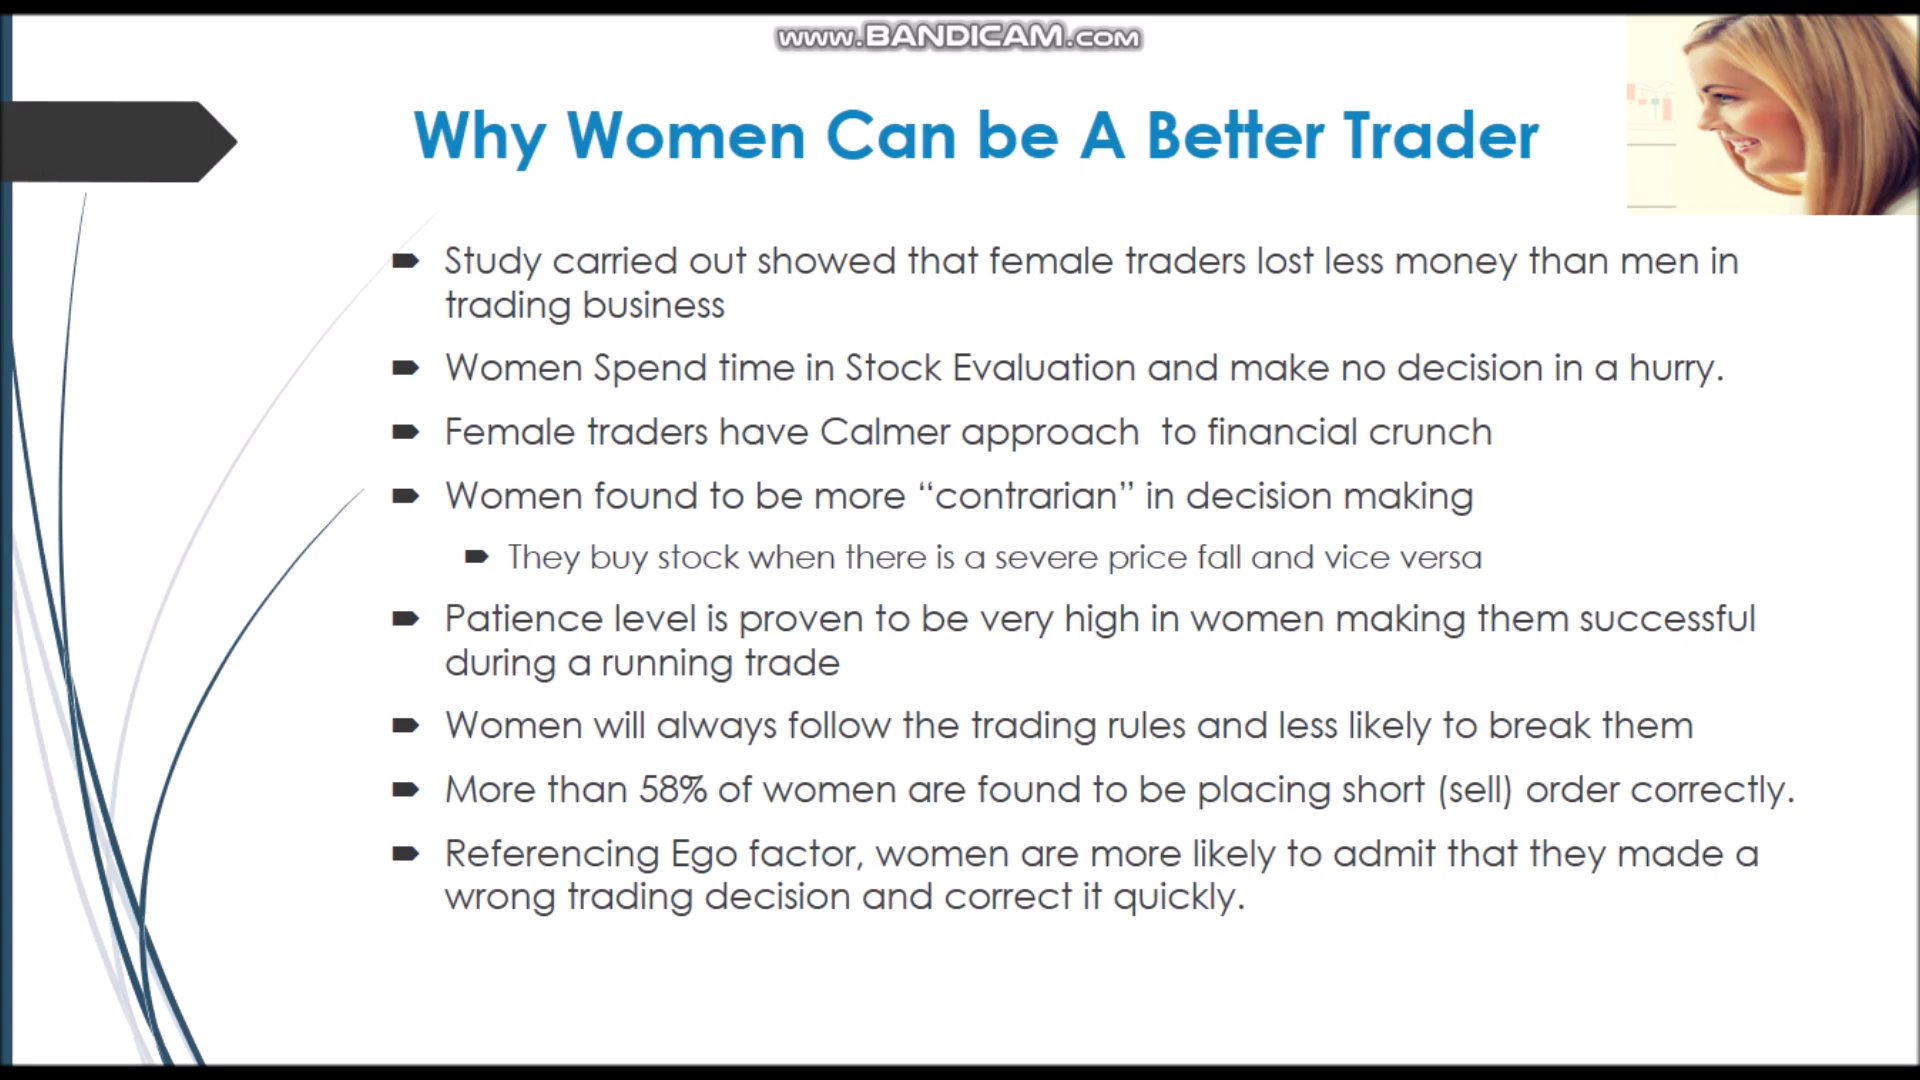 www.BANDICAM.com
Why Women Can be A Better Trader
Study carried out showed that female traders lost less money than men in
trading business
Women Spend time in Stock Evaluation and make no decision in a hurry.
Female traders have Calmer approach  to financial crunch
Women found to be more “contrarian” in decision making
They buy stock when there is a severe price fall and vice versa
Patience level is proven to be very high in women making them successful
during a running trade
Women will always follow the trading rules and less likely to break them
More than 58% of women are found to be placing short (sell) order correctly.
Referencing Ego factor, women are more likely to admit that they made a
wrong trading decision and correct it quickly.